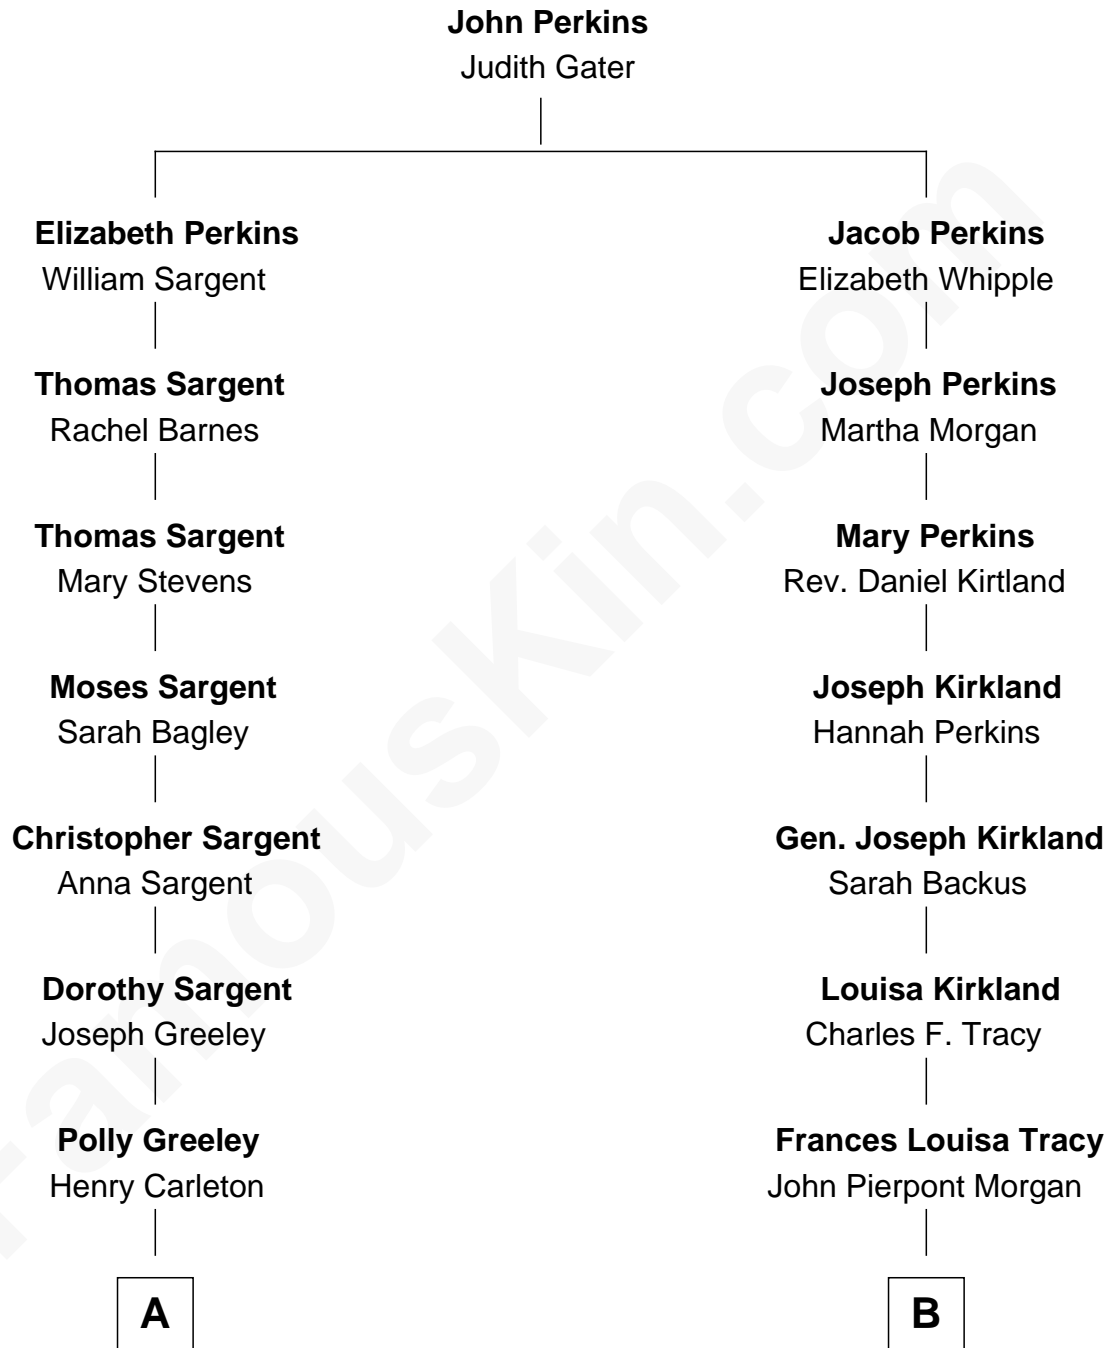 John Perkins
Judith Gater
Elizabeth Perkins
William Sargent
Jacob Perkins
Elizabeth Whipple
Thomas Sargent
Rachel Barnes
Joseph Perkins
Martha Morgan
Thomas Sargent
Mary Stevens
Mary Perkins
Rev. Daniel Kirtland
Moses Sargent
Sarah Bagley
Joseph Kirkland
Hannah Perkins
Christopher Sargent
Anna Sargent
Gen. Joseph Kirkland
Sarah Backus
Dorothy Sargent
Joseph Greeley
Louisa Kirkland
Charles F. Tracy
Polly Greeley
Henry Carleton
Frances Louisa Tracy
John Pierpont Morgan
A
B
FamousKin.com